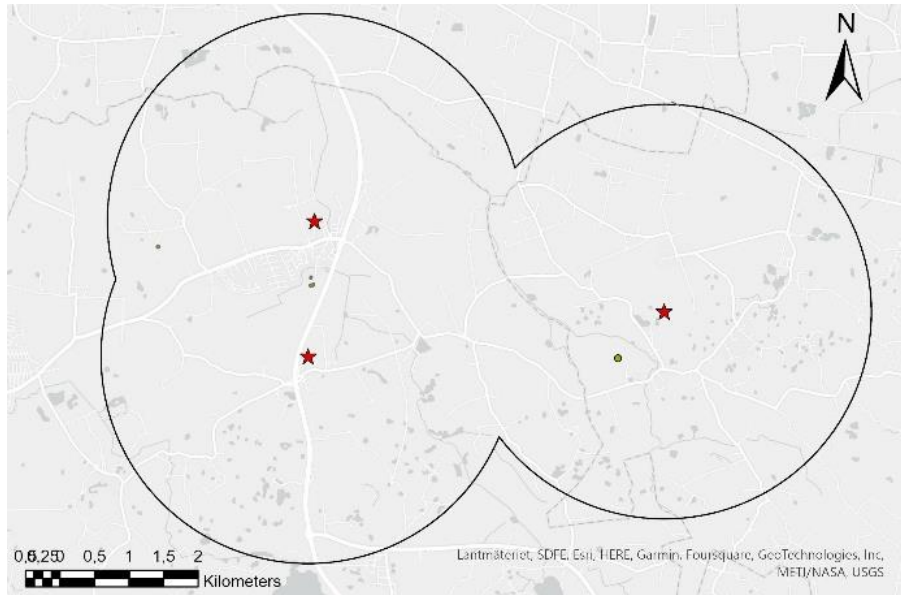 N
0,5 0,25 0 0,5 1 1,5 2
Kilometers
Lantmäteriet, SDFE, Esri, HERE, Garmin, Foursquare, GeoTechnologies, Inc,
METI/NASA, USGS